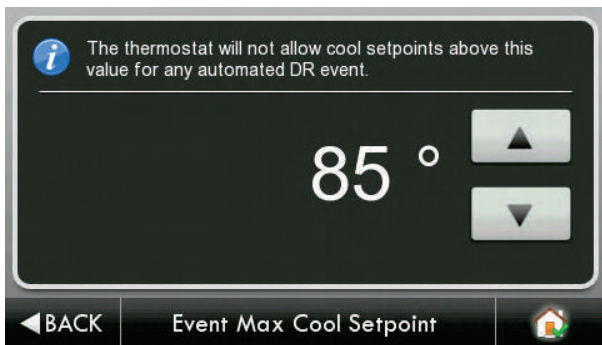 The thermostat will not allow cool setpoints above this
value for any automated DR event.
85 °
BACK
Event Max Cool Setpoint